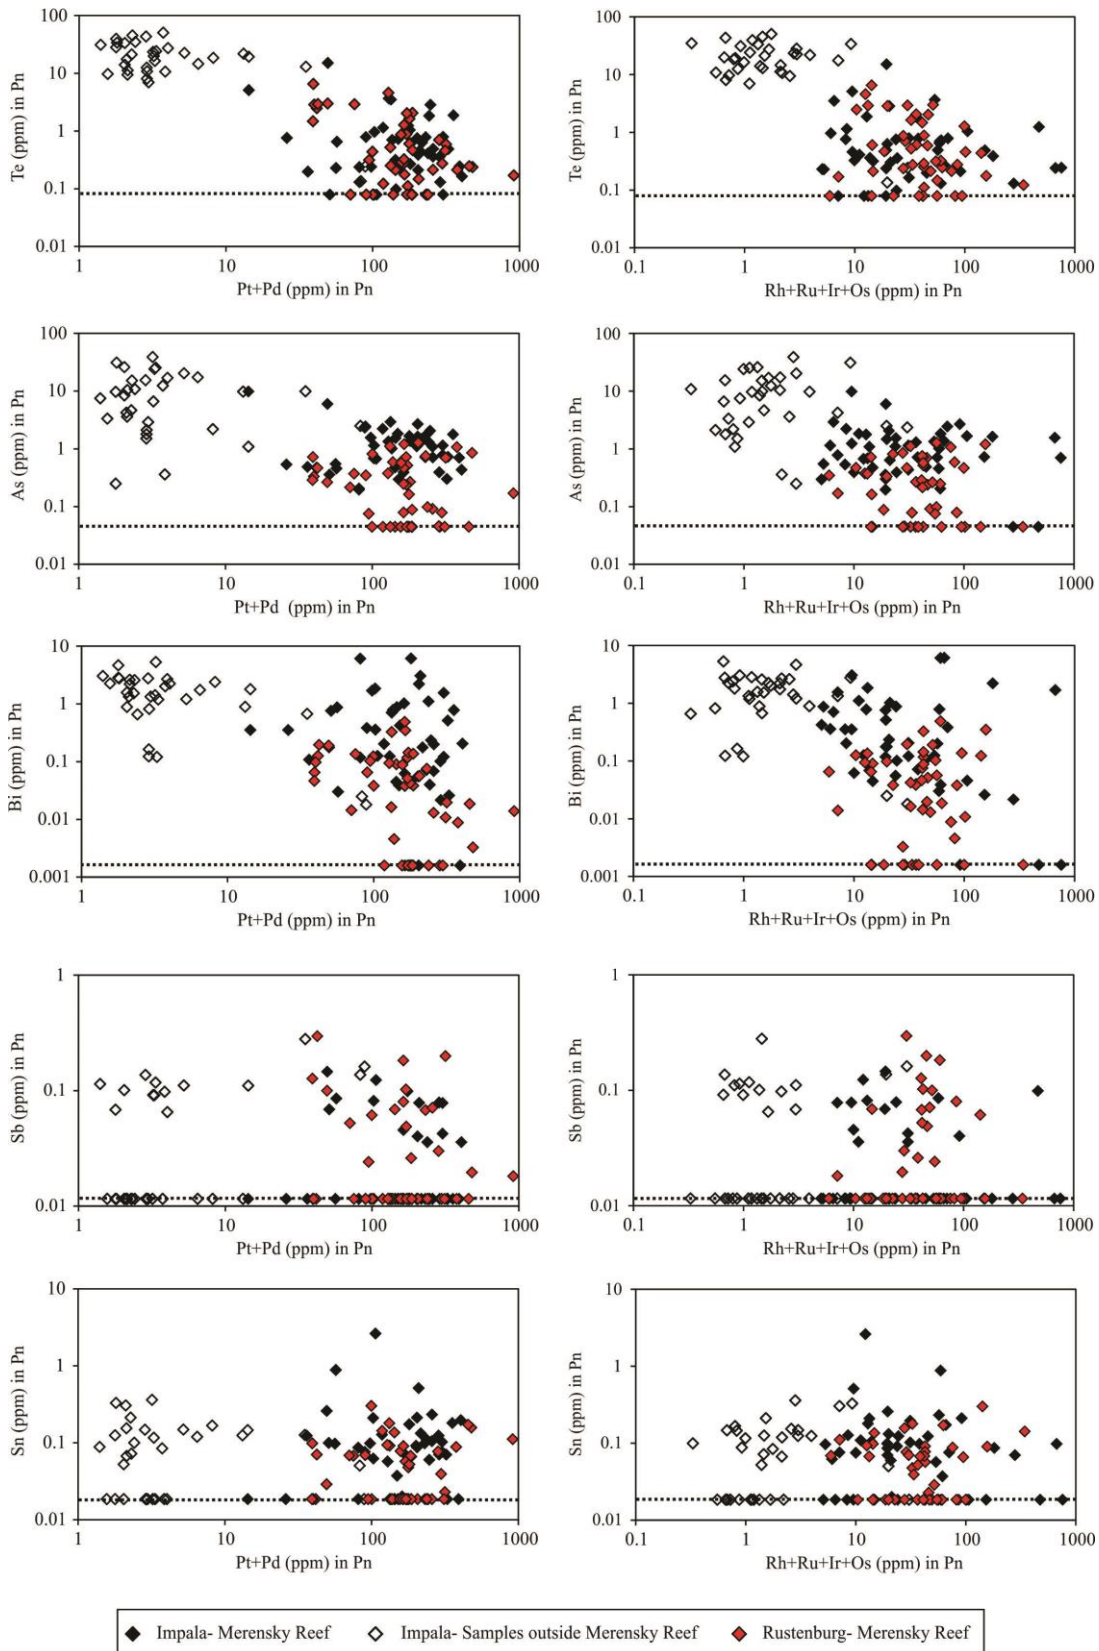 100
10
1
0.1
0.01
Te (ppm) in Pn
1 10 100 1000
Pt+Pd (ppm) in Pn
100
10
1
0.1
0.01
Te (ppm) in Pn
0.1 1 10 100 1000
Rh+Ru+Ir+Os (ppm) in Pn
100
10
1
0.1
0.01
As (ppm) in Pn
1 10 100 1000
Pt+Pd (ppm) in Pn
100
10
1
0.1
0.01
As (ppm) in Pn
0.1 1 10 100 1000
Rh+Ru+Ir+Os (ppm) in Pn
10
1
0.1
0.01
0.001
Bi (ppm) in Pn
1 10 100 1000
Pt+Pd (ppm) in Pn
10
1
0.1
0.01
0.001
Bi (ppm) in Pn
0.1 1 10 100 1000
Rh+Ru+Ir+Os (ppm) in Pn
1
0.1
0.01
Sb (ppm) in Pn
1 10 100 1000
Pt+Pd (ppm) in Pn
1
0.1
0.01
Sb (ppm) in Pn
0.1 1 10 100 1000
Rh+Ru+Ir+Os (ppm) in Pn
10
1
0.1
0.01
Sn (ppm) in Pn
1 10 100 1000
Pt+Pd (ppm) in Pn
10
1
0.1
0.01
Sn (ppm) in Pn
0.1 1 10 100 1000
Rh+Ru+Ir+Os (ppm) in Pn
Impala- Merensky Reef Impala- Samples outside Merensky Reef Rustenburg- Merensky Reef